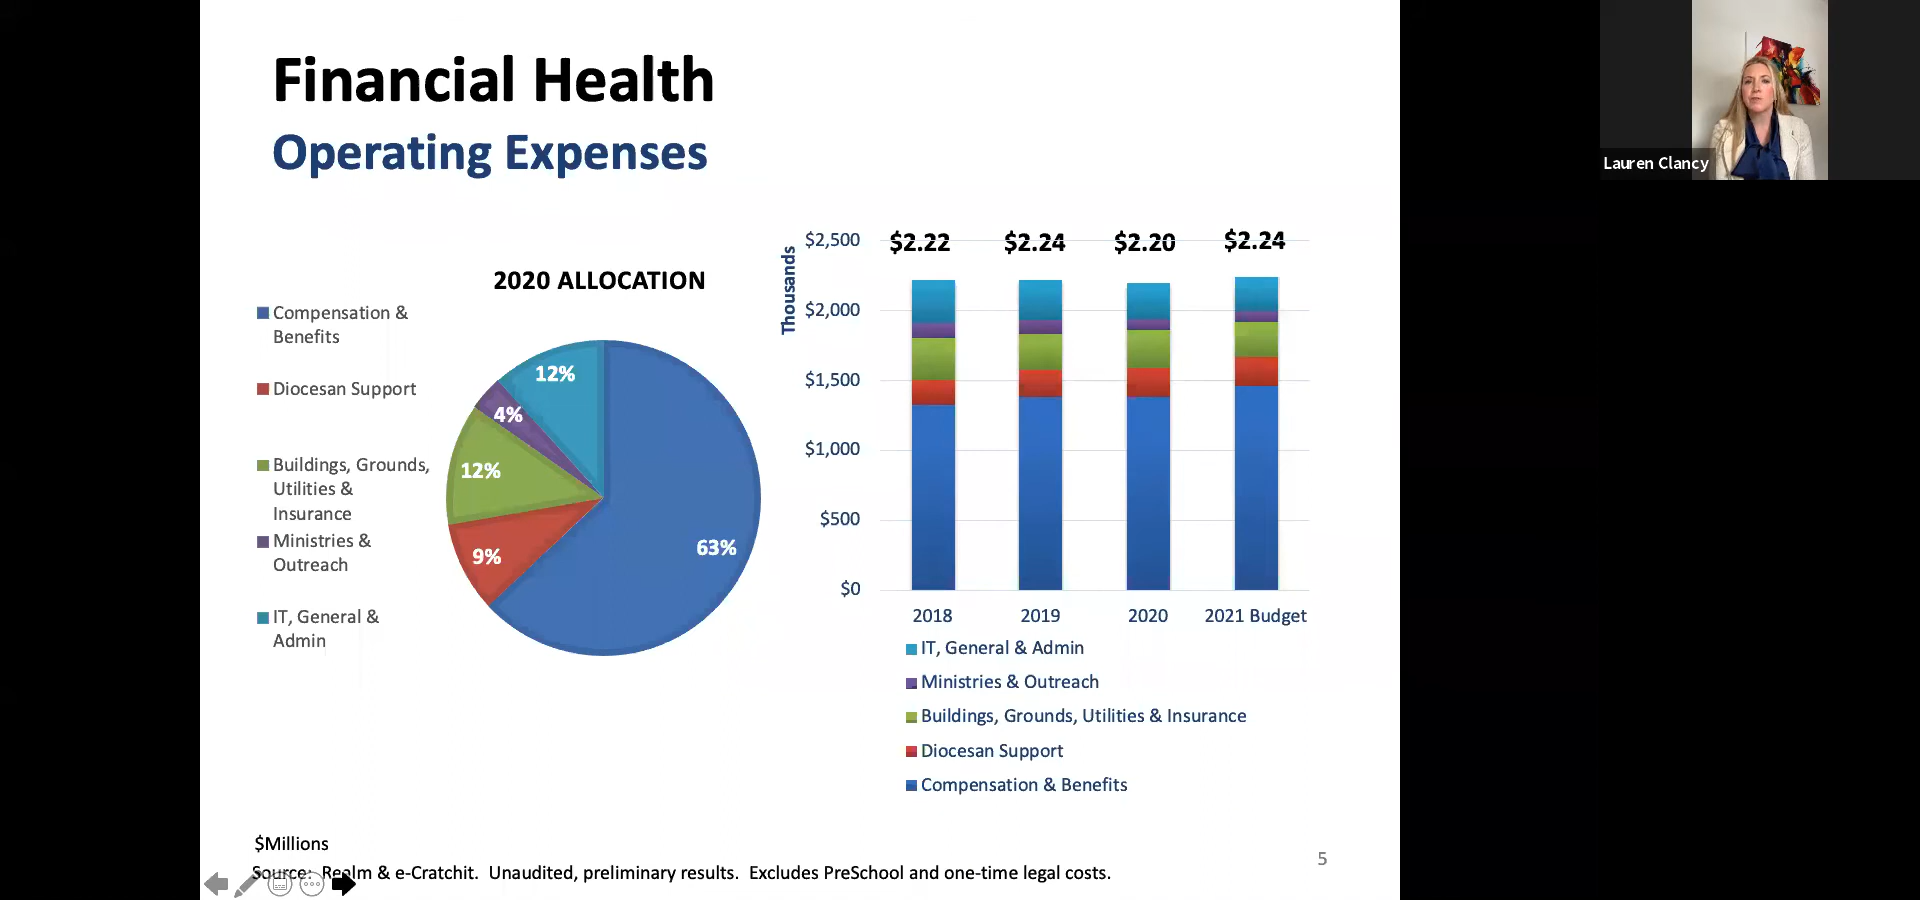 Financial Health
Operating Expenses
Lauren Clancy
2020 ALLOCATION
Compensation &
Benefits
Diocesan Support
Buildings, Grounds,
Utilities &
Insurance
Ministries &
Outreach
IT, General &
Admin
12%
4%
12%
9%
63%
Thousands
$2,500
$2,000
$1,500
$1,000
$500
$0
$2.22 $2.24 $2.20 $2.24
2018 2019 2020 2021 Budget
IT, General & Admin
Ministries & Outreach
Buildings, Grounds, Utilities & Insurance
Diocesan Support
Compensation & Benefits
$Millions
Source: Realm & e-Cratchit. Unaudited, preliminary results. Excludes PreSchool and one-time legal costs.
5